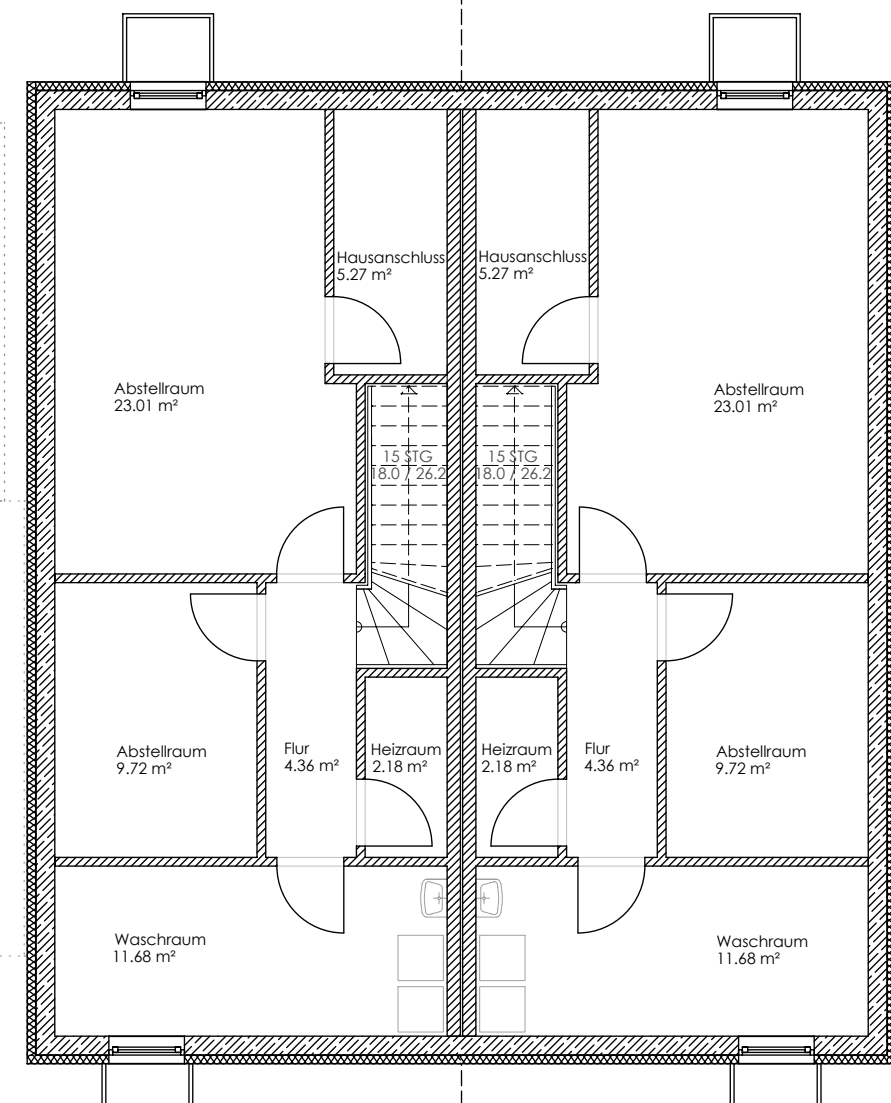 Hausanschluss
5.27 m²
Hausanschluss
5.27 m²
Abstellraum
23.01 m²
Abstellraum
23.01 m²
15 STG
18.0 / 26.2
15 STG
18.0 / 26.2
Abstellraum
9.72 m²
Flur
4.36 m²
Heizraum
2.18 m²
Heizraum
2.18 m²
Flur
4.36 m²
Abstellraum
9.72 m²
Waschraum
11.68 m²
Waschraum
11.68 m²